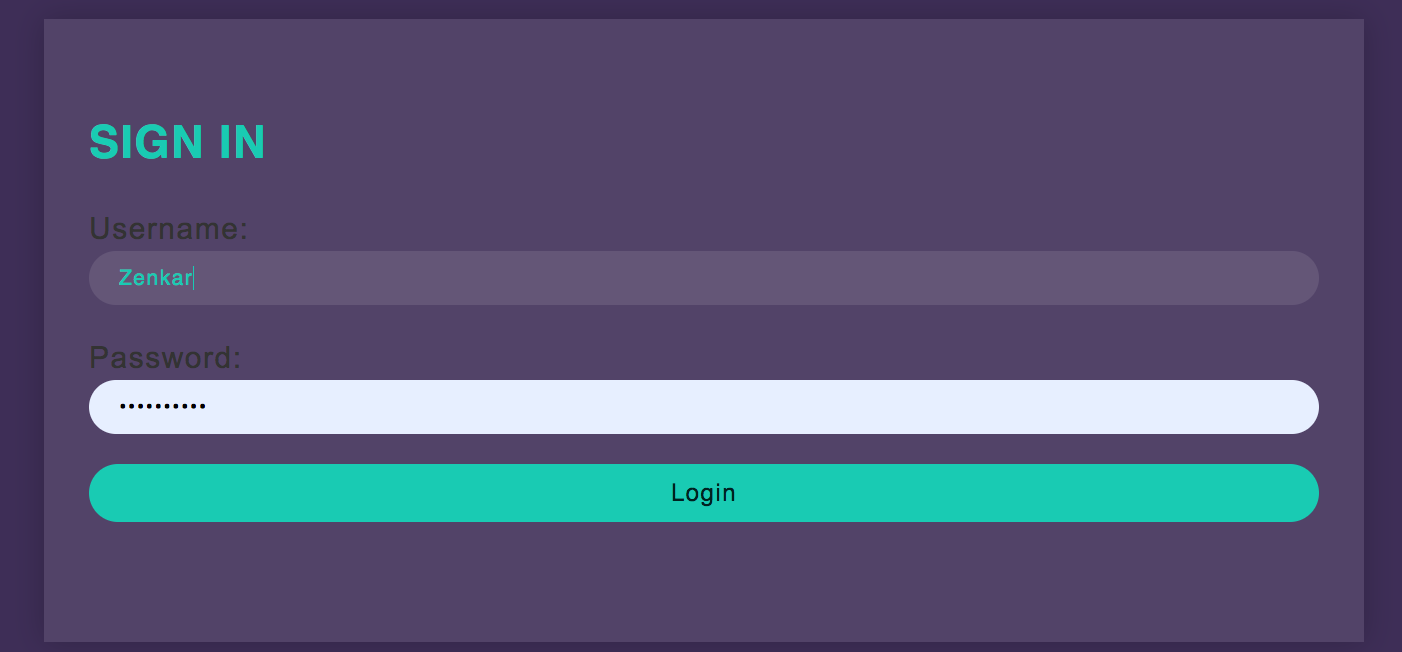 SIGN IN
Username:
Zenkar
Password:
••••••••••
Login